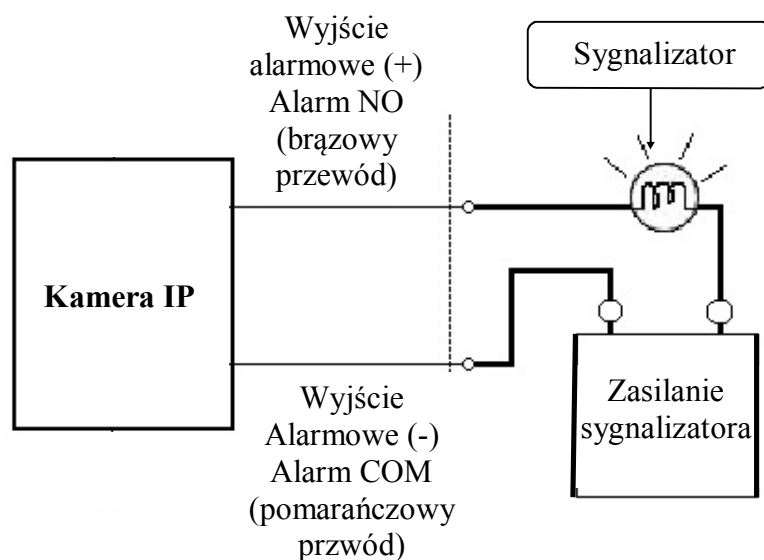 Wyjście
alarmowe (+)
Alarm NO
(brązowy
przewód)
Sygnalizator
Kamera IP
Zasilanie
sygnalizatora
Wyjście
Alarmowe (-)
Alarm COM
(pomarańczowy
przwód)